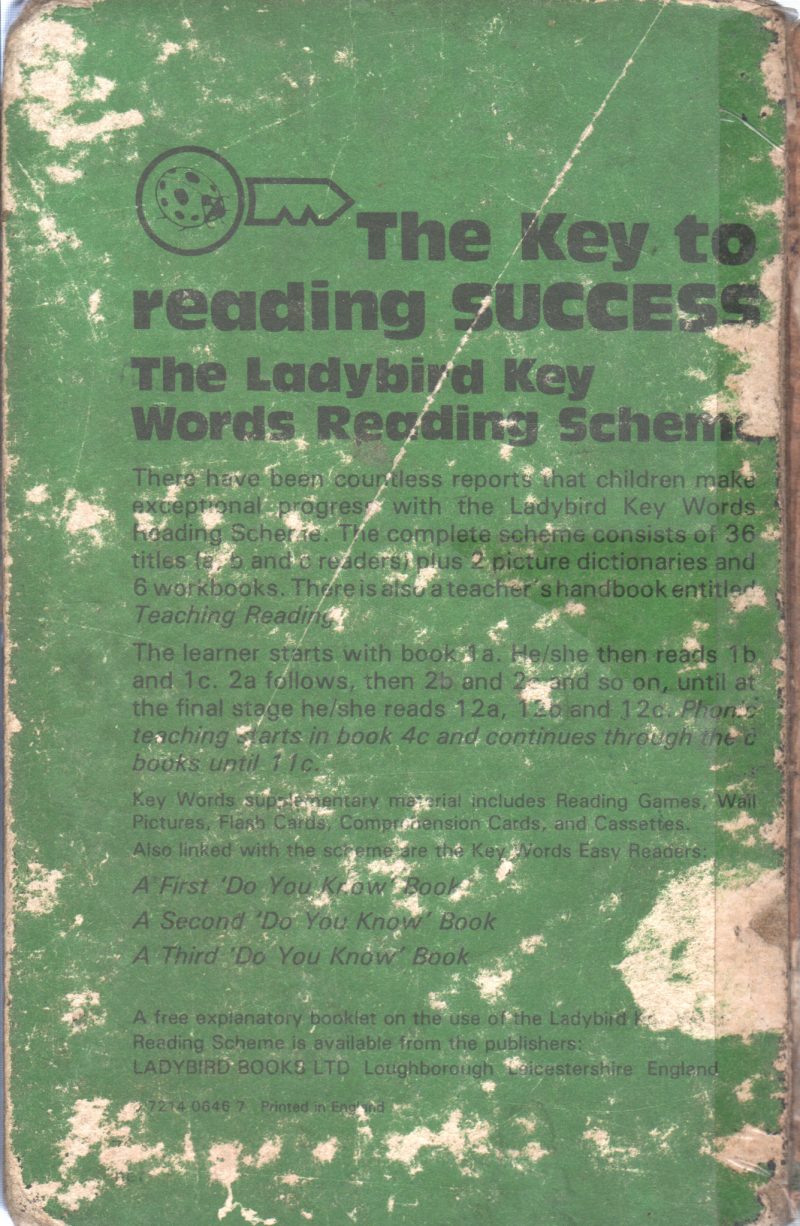 The Key to
reading SUCCESS
The Ladybird Key
Words Reading Scheme
There have been countless reports that children make
exceptional progress with the Ladybird Key Words
Reading Scheme. The complete scheme consists of 36
titles (a, b and c readers) plus 2 picture dictionaries and
6 workbooks. There is also a teacher's handbook entitled
Teaching Reading.
The learner starts with book 1a. He/she then reads 1b
and 1c. 2a follows, then 2b and 2c and so on, until at
the final stage he/she reads 12a, 12b and 12c. Phonic
teaching starts in book 4c and continues through the c
books until 11c.
Key Words supplementary material includes Reading Games, Wall
Pictures, Flash Cards, Comprehension Cards, and Cassettes.
Also linked with the scheme are the Key Words Easy Readers:
A First 'Do You Know' Book
A Second 'Do You Know' Book
A Third 'Do You Know' Book
A free explanatory booklet on the use of the Ladybird
Reading Scheme is available from the publishers:
LADYBIRD BOOKS LTD Loughborough Leicestershire England
7214 0646 7 Printed in England